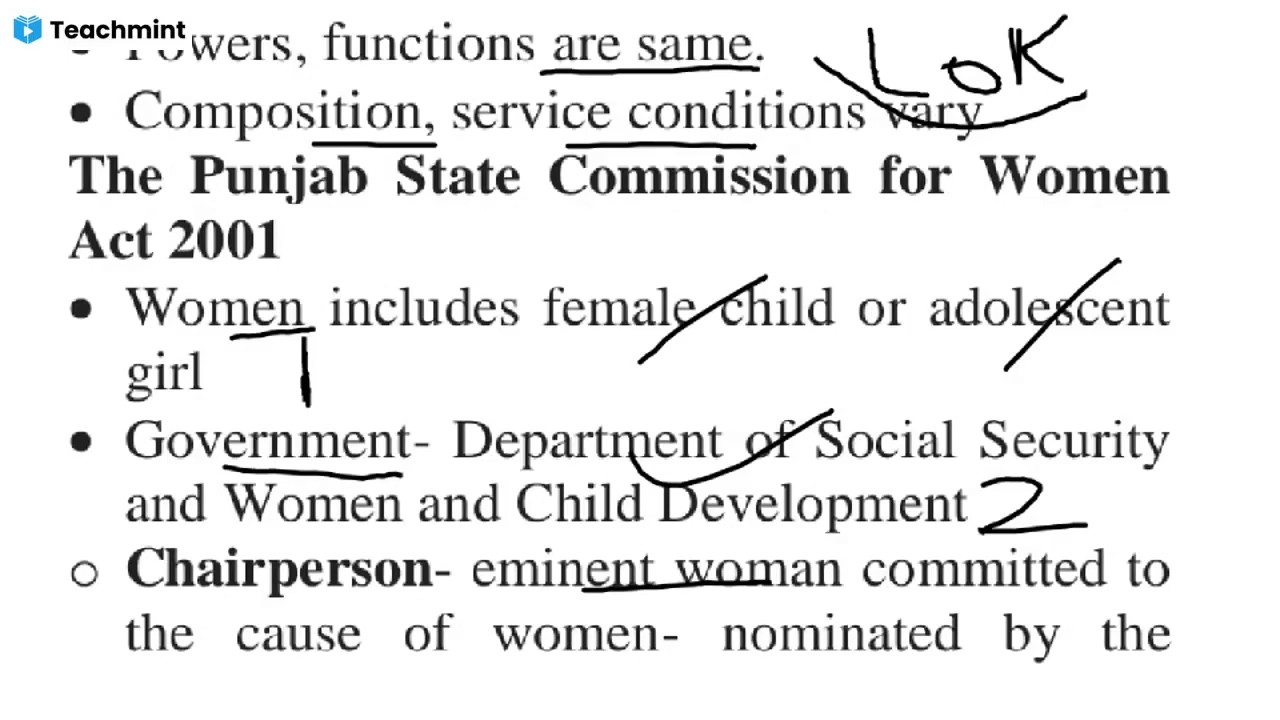 Teachmint
• Powers, functions are same.
LOK
• Composition, service conditions vary
The Punjab State Commission for Women
Act 2001
• Women includes female child or adolescent
girl 1
• Government- Department of Social Security
and Women and Child Development 2
o Chairperson- eminent woman committed to
the cause of women- nominated by the